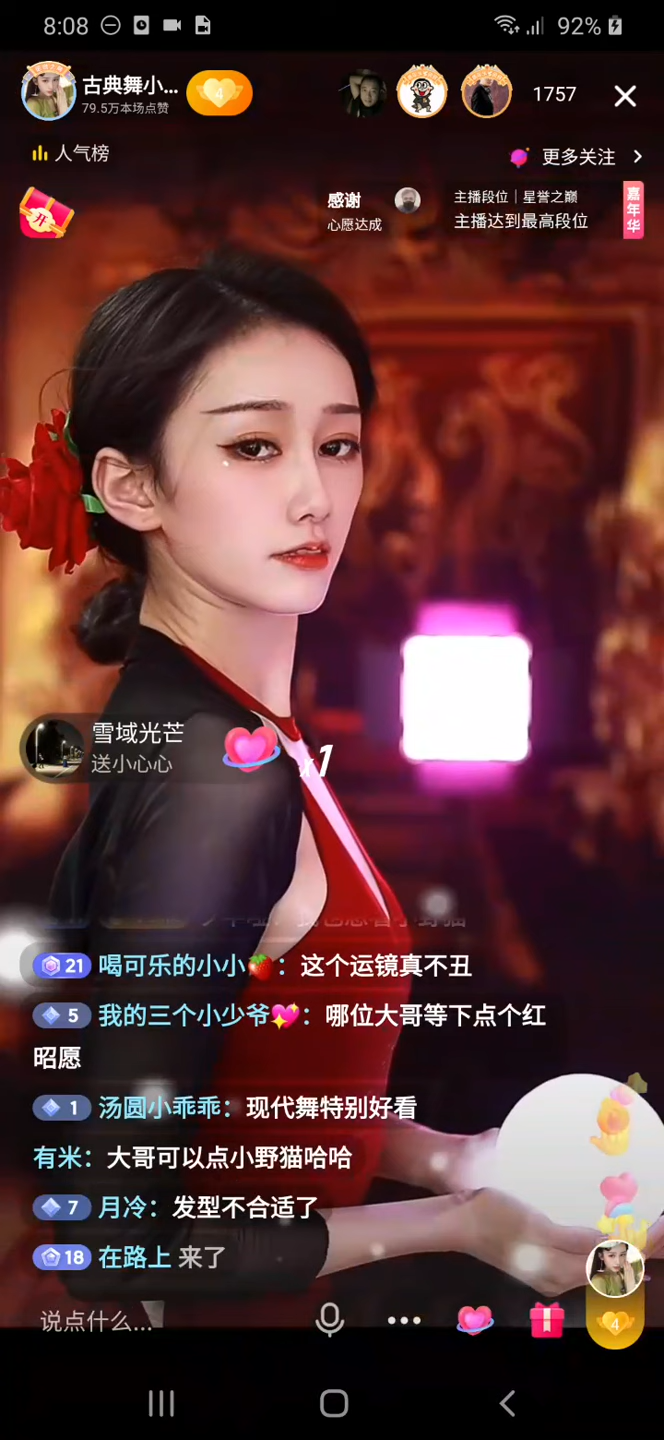 8:08
92%
古典舞小...
79.5万本场点赞
4
1757
人气榜
更多关注
开
感谢
心愿达成
主播段位｜星誉之巅
主播达到最高段位
嘉年华
雪域光芒
送小心心
x1
21 喝可乐的小小🍓：这个运镜真不丑
5 我的三个小少爷💖：哪位大哥等下点个红
昭愿
1 汤圆小乖乖：现代舞特别好看
有米：大哥可以点小野猫哈哈
7 月冷：发型不合适了
18 在路上 来了
说点什么...
4